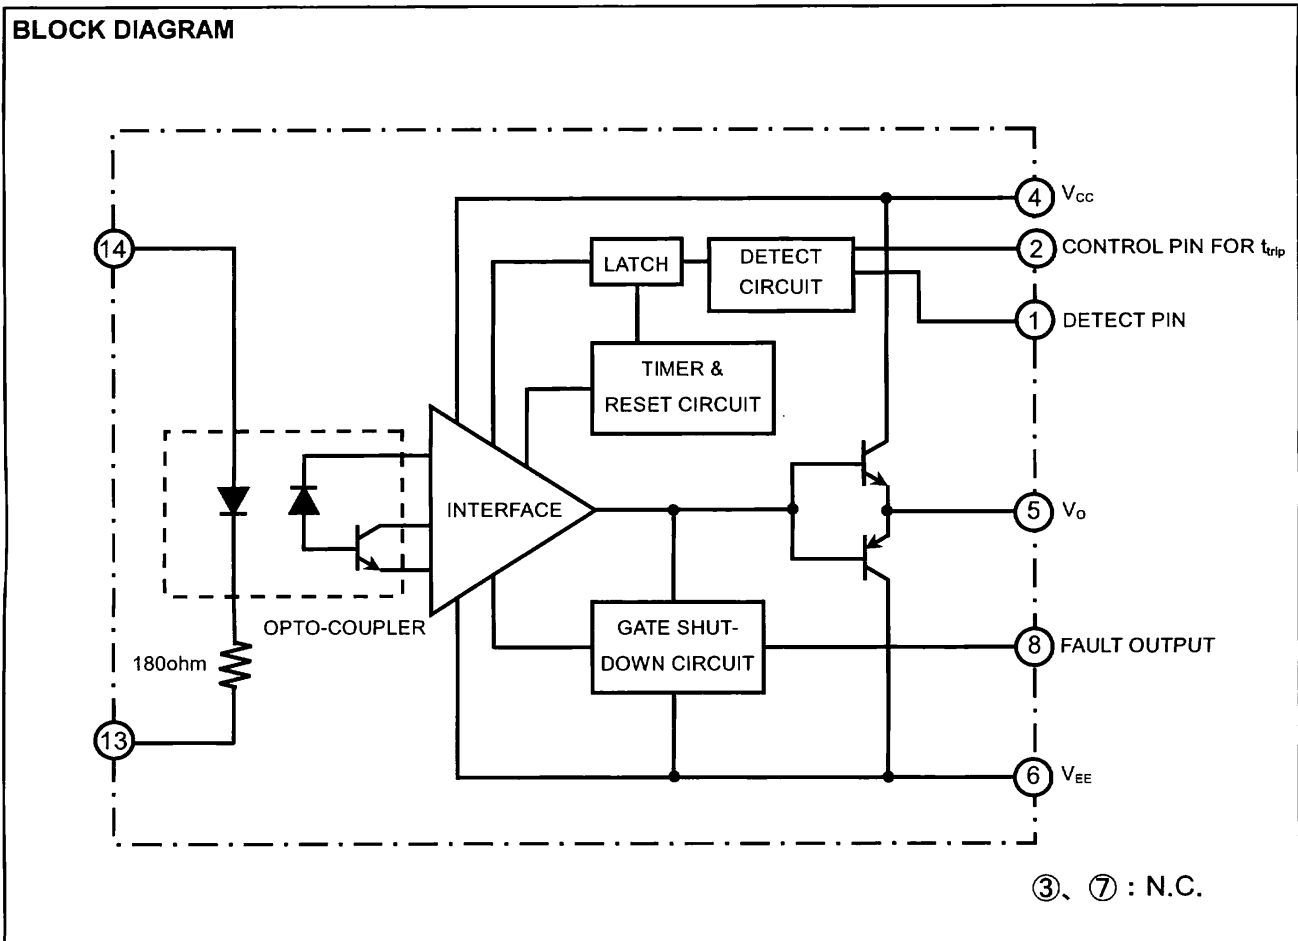 BLOCK DIAGRAM
4 Vcc
14
2 CONTROL PIN FOR ttrip
LATCH
DETECT
CIRCUIT
1 DETECT PIN
TIMER &
RESET CIRCUIT
INTERFACE
5 Vo
OPTO-COUPLER
GATE SHUT-
DOWN CIRCUIT
8 FAULT OUTPUT
180ohm
13
6 VEE
③、⑦:N.C.